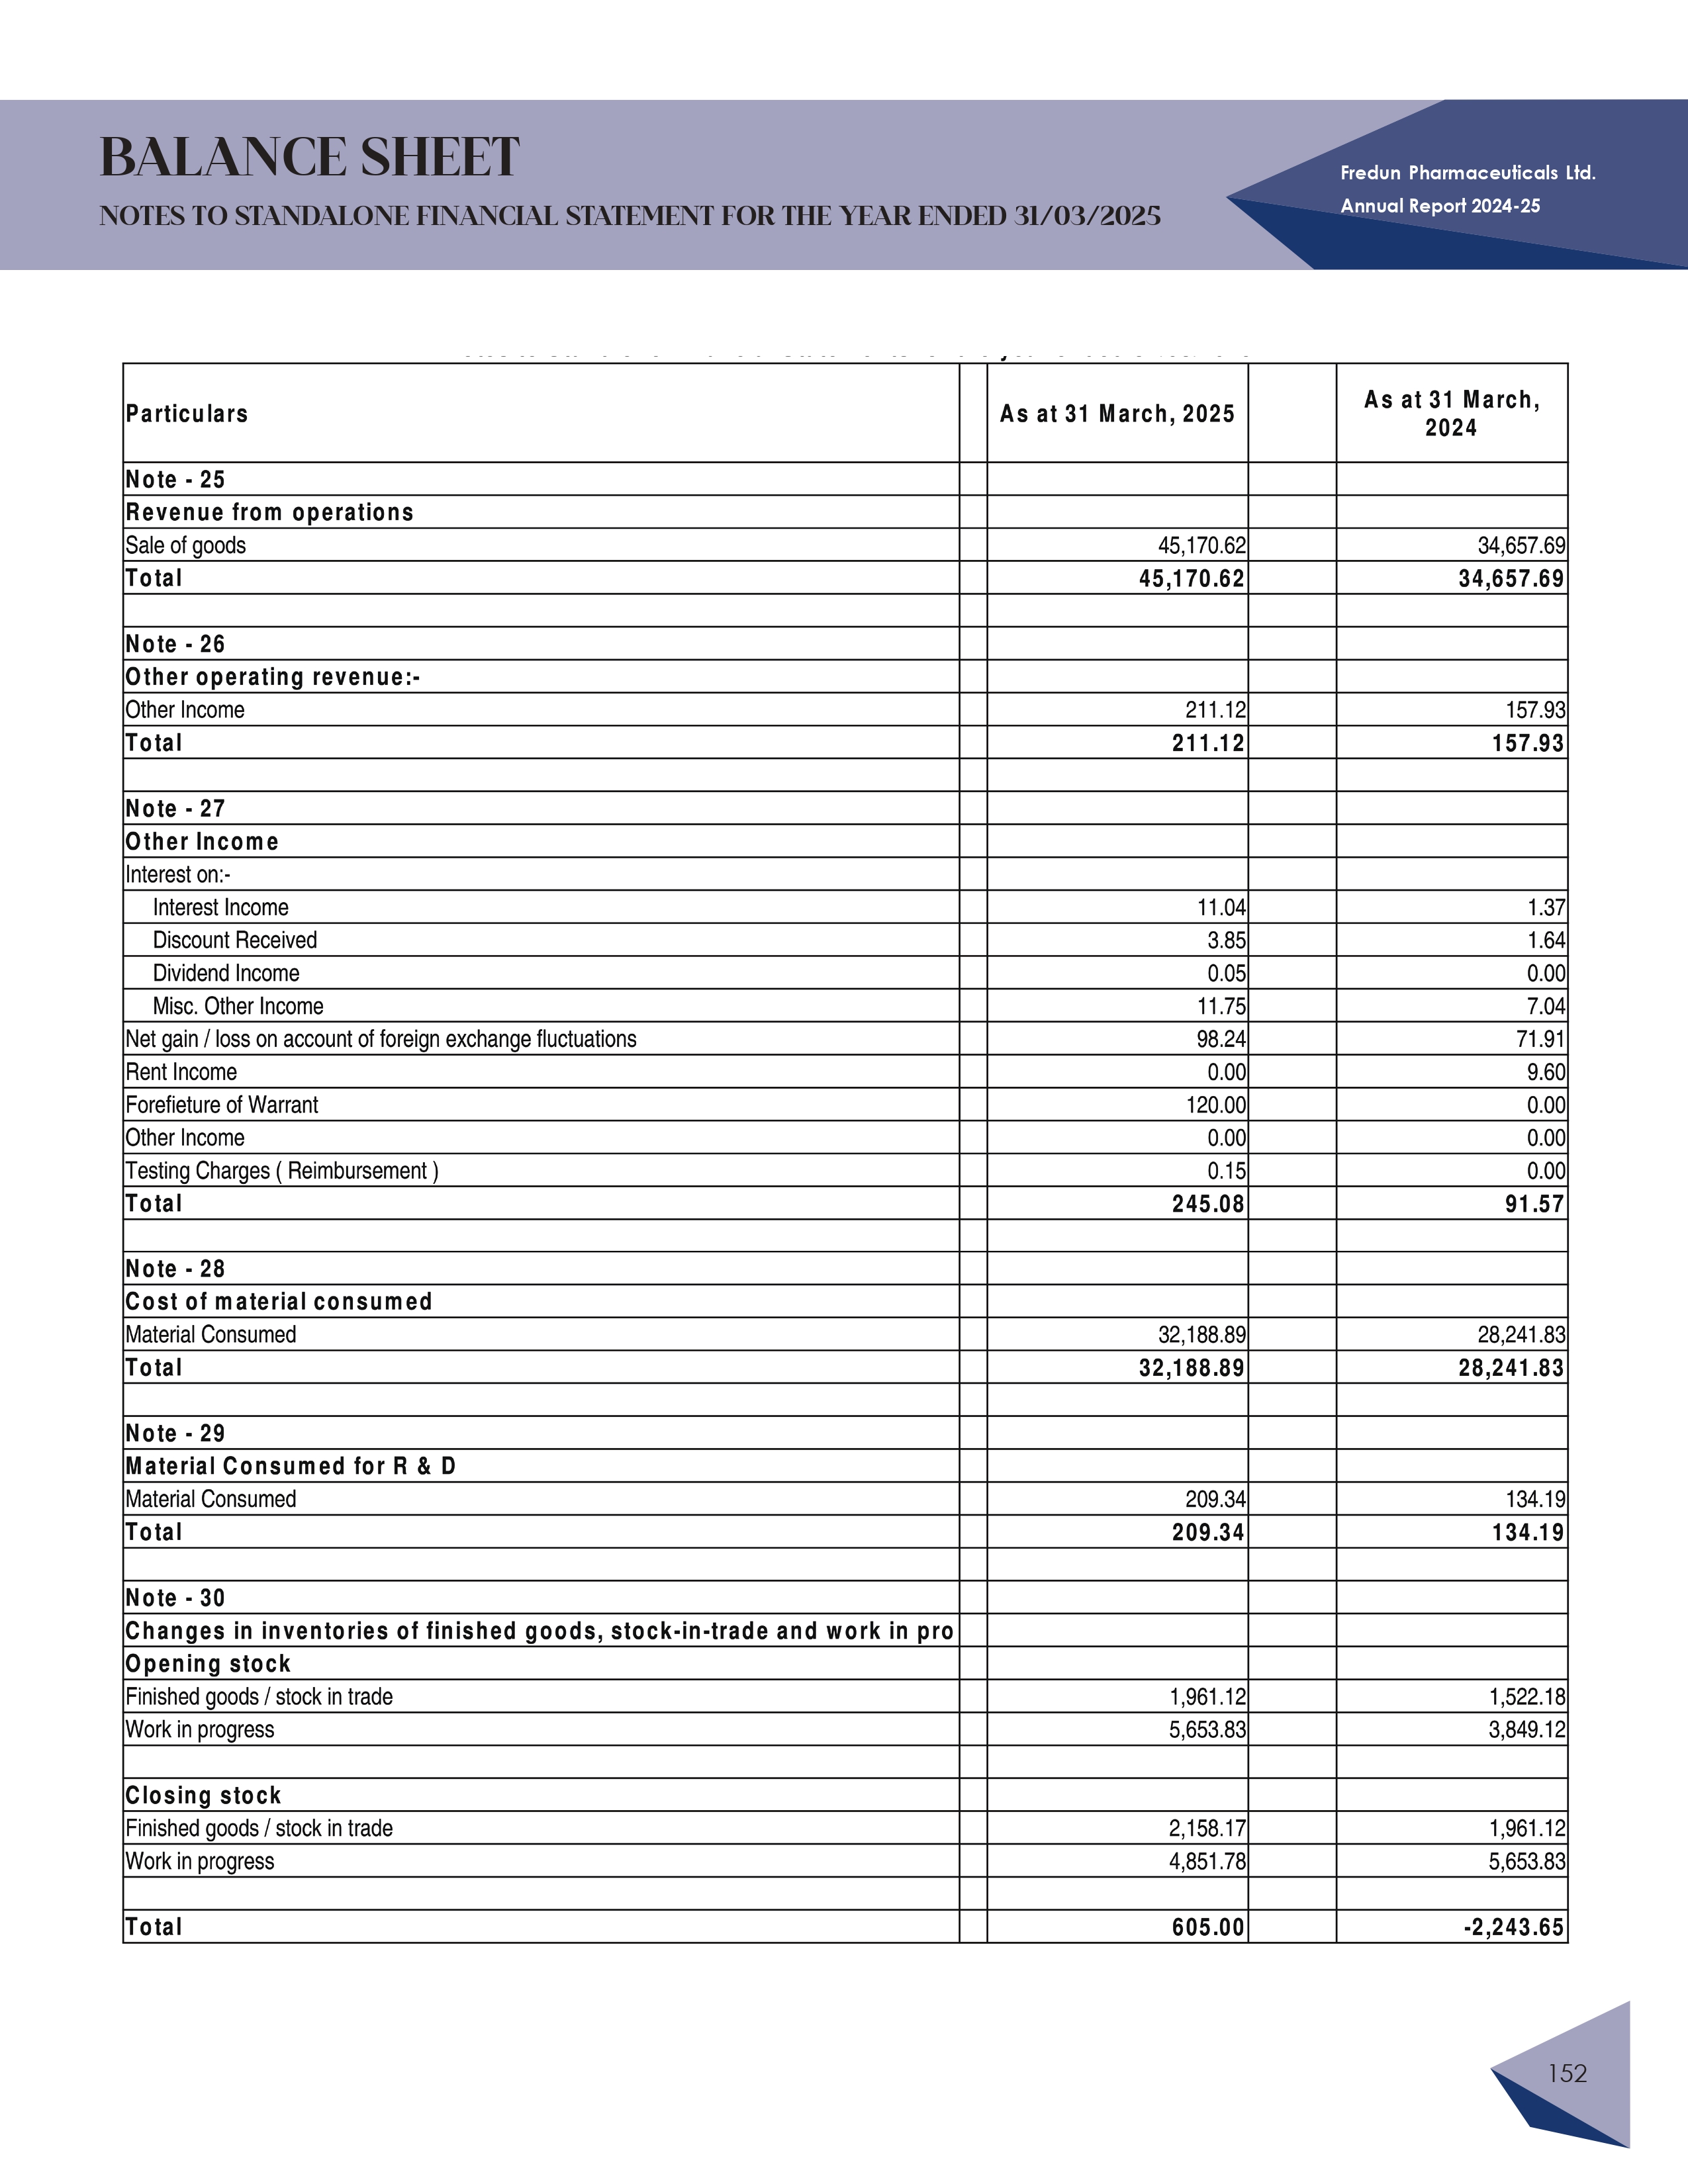 BALANCE SHEET
NOTES TO STANDALONE FINANCIAL STATEMENT FOR THE YEAR ENDED 31/03/2025
Fredun Pharmaceuticals Ltd.
Annual Report 2024-25
Particulars As at 31 March, 2025 As at 31 March, 2024
Note - 25
Revenue from operations
Sale of goods 45,170.62 34,657.69
Total 45,170.62 34,657.69
Note - 26
Other operating revenue:-
Other Income 211.12 157.93
Total 211.12 157.93
Note - 27
Other Income
Interest on:-
Interest Income 11.04 1.37
Discount Received 3.85 1.64
Dividend Income 0.05 0.00
Misc. Other Income 11.75 7.04
Net gain / loss on account of foreign exchange fluctuations 98.24 71.91
Rent Income 0.00 9.60
Forefieture of Warrant 120.00 0.00
Other Income 0.00 0.00
Testing Charges ( Reimbursement ) 0.15 0.00
Total 245.08 91.57
Note - 28
Cost of material consumed
Material Consumed 32,188.89 28,241.83
Total 32,188.89 28,241.83
Note - 29
Material Consumed for R & D
Material Consumed 209.34 134.19
Total 209.34 134.19
Note - 30
Changes in inventories of finished goods, stock-in-trade and work in pro
Opening stock
Finished goods / stock in trade 1,961.12 1,522.18
Work in progress 5,653.83 3,849.12
Closing stock
Finished goods / stock in trade 2,158.17 1,961.12
Work in progress 4,851.78 5,653.83
Total 605.00 -2,243.65
152